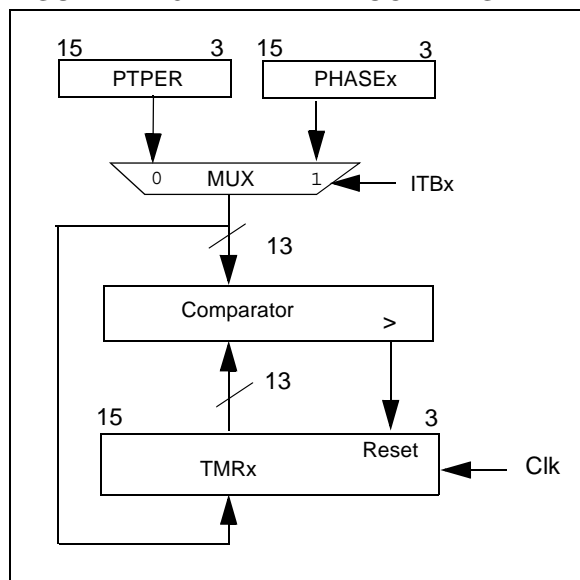 15 3 15 3
PTPER PHASEx
0 MUX 1 ITBx
13
Comparator
>
13
15 3
Reset
TMRx Clk